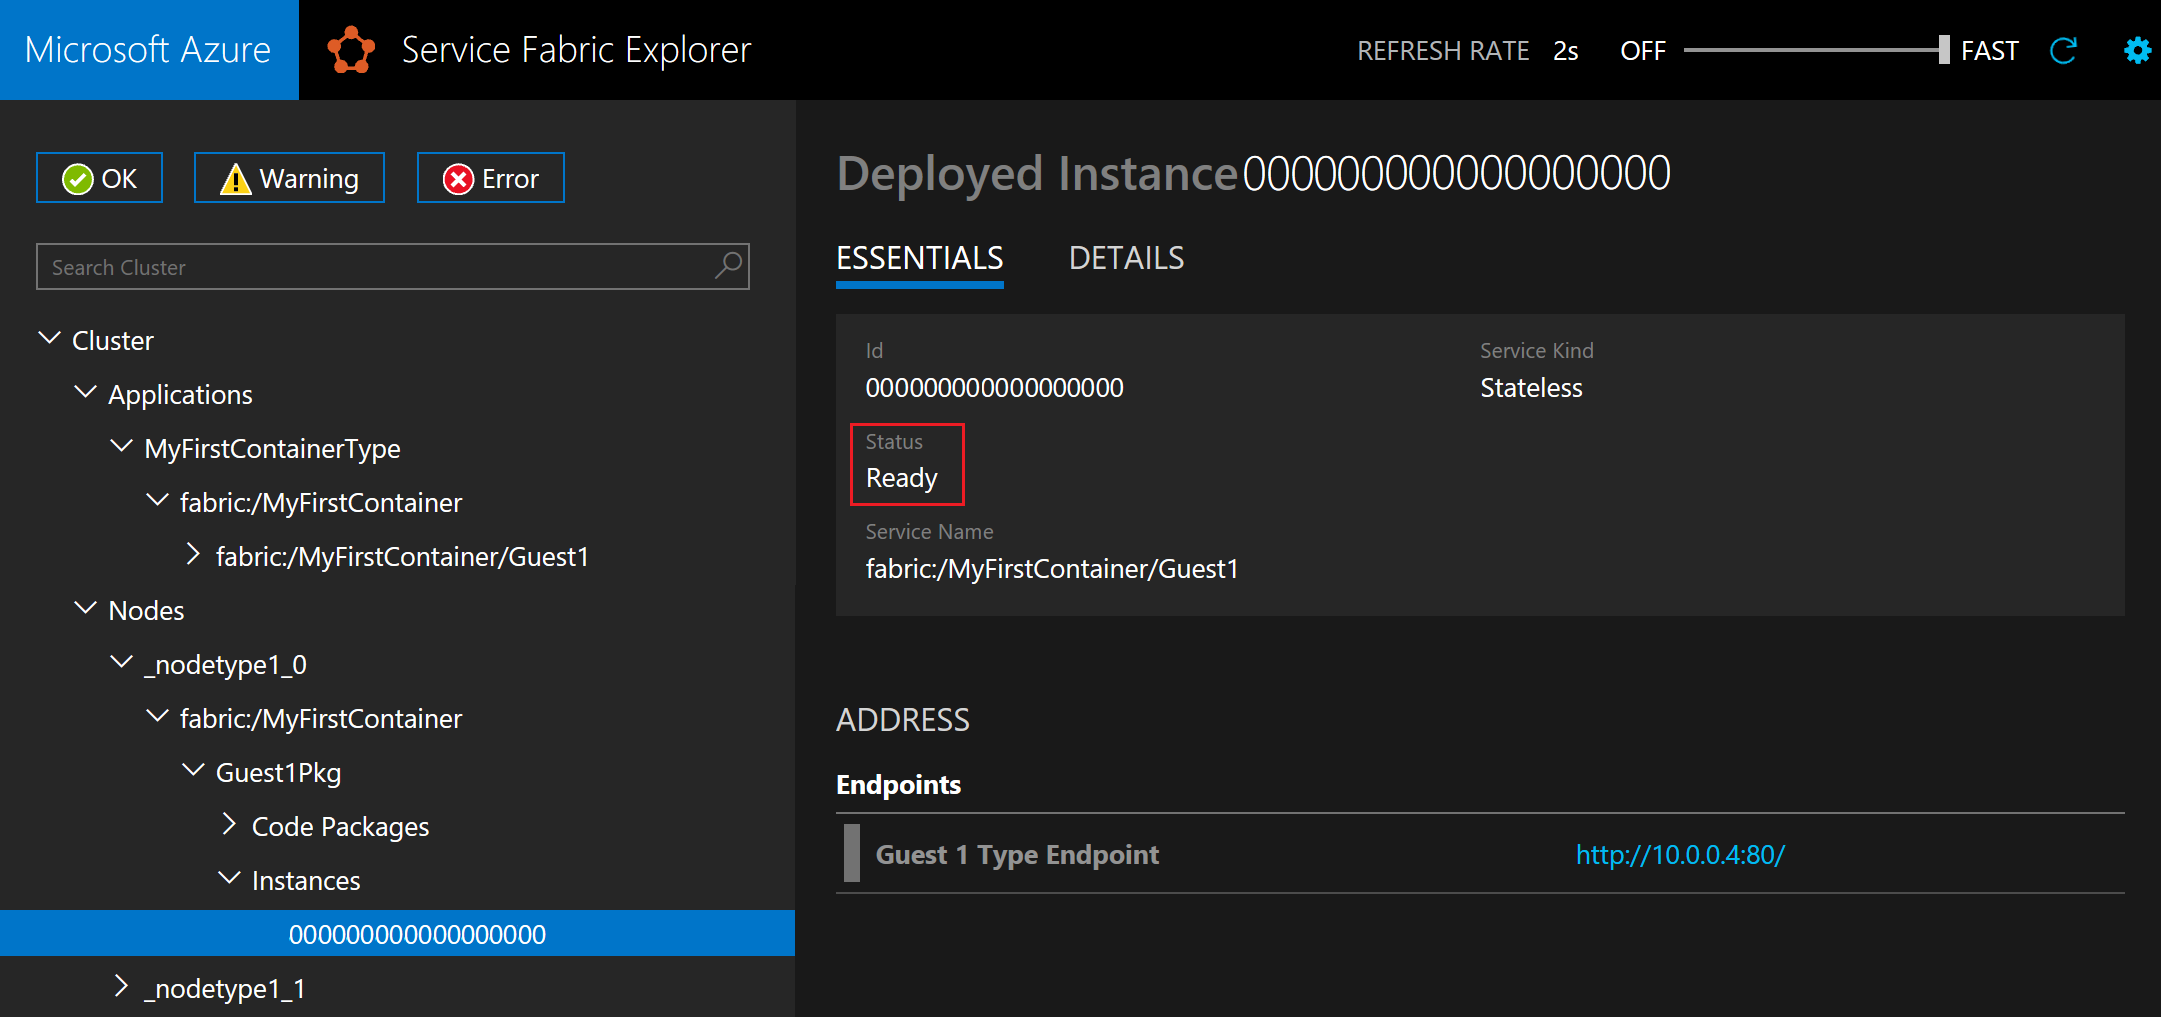 Microsoft Azure
Service Fabric Explorer
REFRESH RATE 2s OFF FAST
OK
Warning
Error
Search Cluster
Cluster
Applications
MyFirstContainerType
fabric:/MyFirstContainer
fabric:/MyFirstContainer/Guest1
Nodes
_nodetype1_0
fabric:/MyFirstContainer
Guest1Pkg
Code Packages
Instances
000000000000000000
_nodetype1_1
Deployed Instance 000000000000000000
ESSENTIALS
DETAILS
Id
000000000000000000
Service Kind
Stateless
Status
Ready
Service Name
fabric:/MyFirstContainer/Guest1
ADDRESS
Endpoints
Guest 1 Type Endpoint
http://10.0.0.4:80/